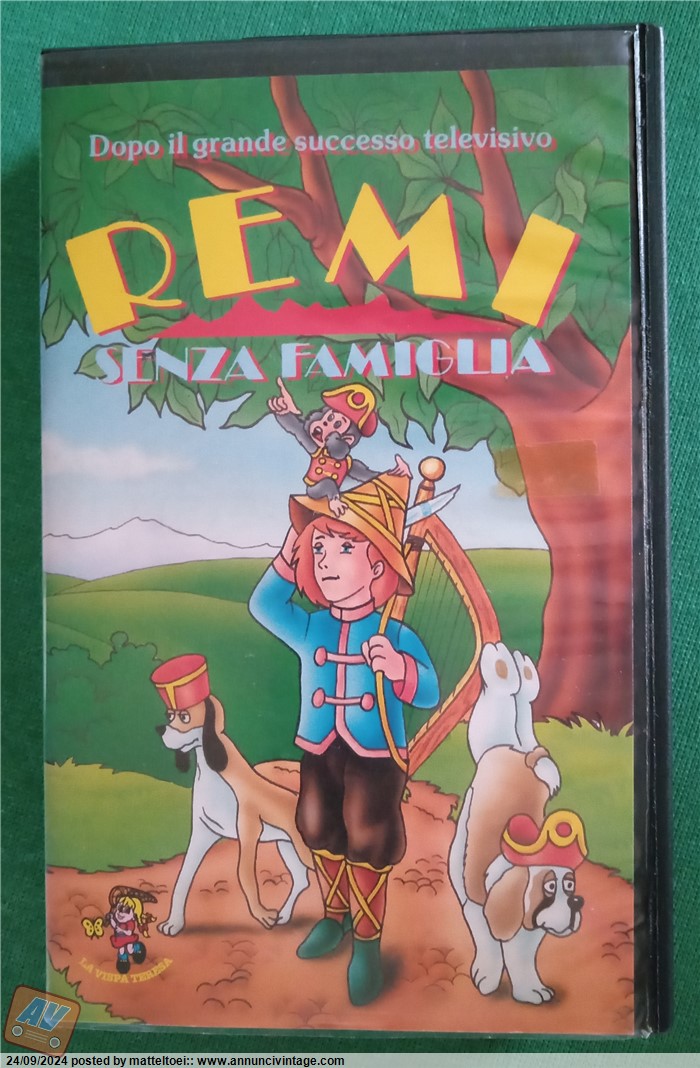 Dopo il grande successo televisivo
REMI
SENZA FAMIGLIA
LA VISPA TERESA
AV
24/09/2024 posted by matteltoei:: www.annuncivintage.com